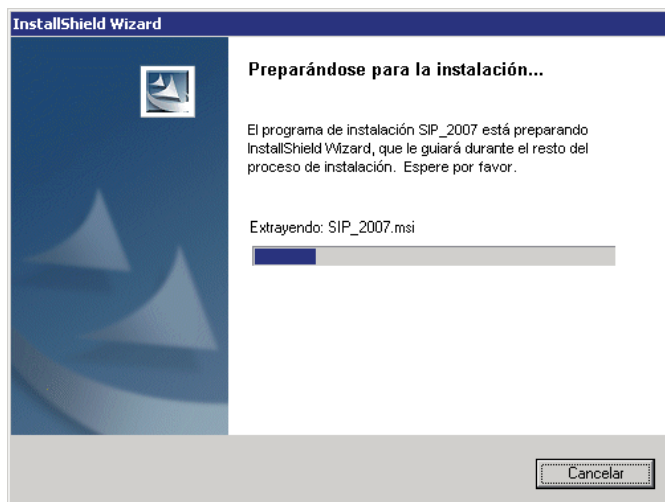 InstallShield Wizard
Preparándose para la instalación...
El programa de instalación SIP_2007 está preparando
InstallShield Wizard, que le guiará durante el resto del
proceso de instalación. Espere por favor.
Extrayendo: SIP_2007.msi
Cancelar